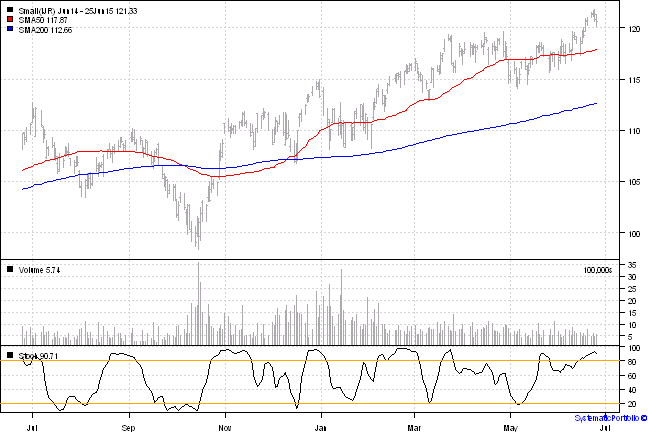 Small(IJR) Jun14 - 25Jun15 121.33
SMA50 117.87
SMA200 112.66
120
115
110
105
100
Volume 5.74
100,000s
35
30
25
20
15
10
5
Stock 90.71
100
80
60
40
20
Jul Sep Nov Jan Mar May Jul
SystematicPortfolio ©